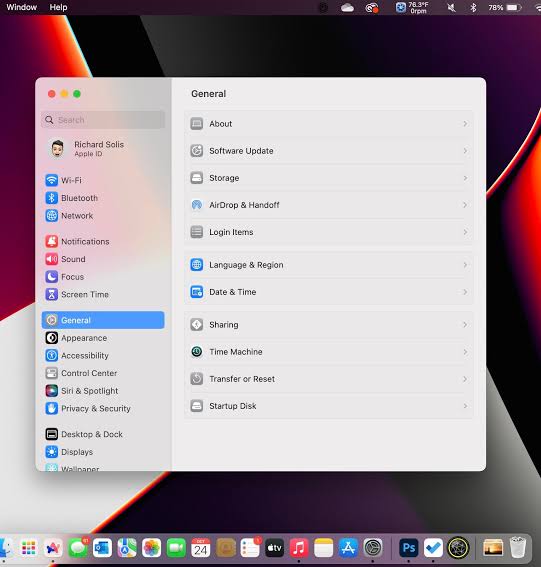 Window Help 76.3°F 78%
0rpm
General
Search
Richard Solis
Apple ID
Wi-Fi
Bluetooth
Network
Notifications
Sound
Focus
Screen Time
General
Appearance
Accessibility
Control Center
Siri & Spotlight
Privacy & Security
Desktop & Dock
Displays
Wallpaper
About
Software Update
Storage
AirDrop & Handoff
Login Items
Language & Region
Date & Time
Sharing
Time Machine
Transfer or Reset
Startup Disk
OCT
24
tv
Ps